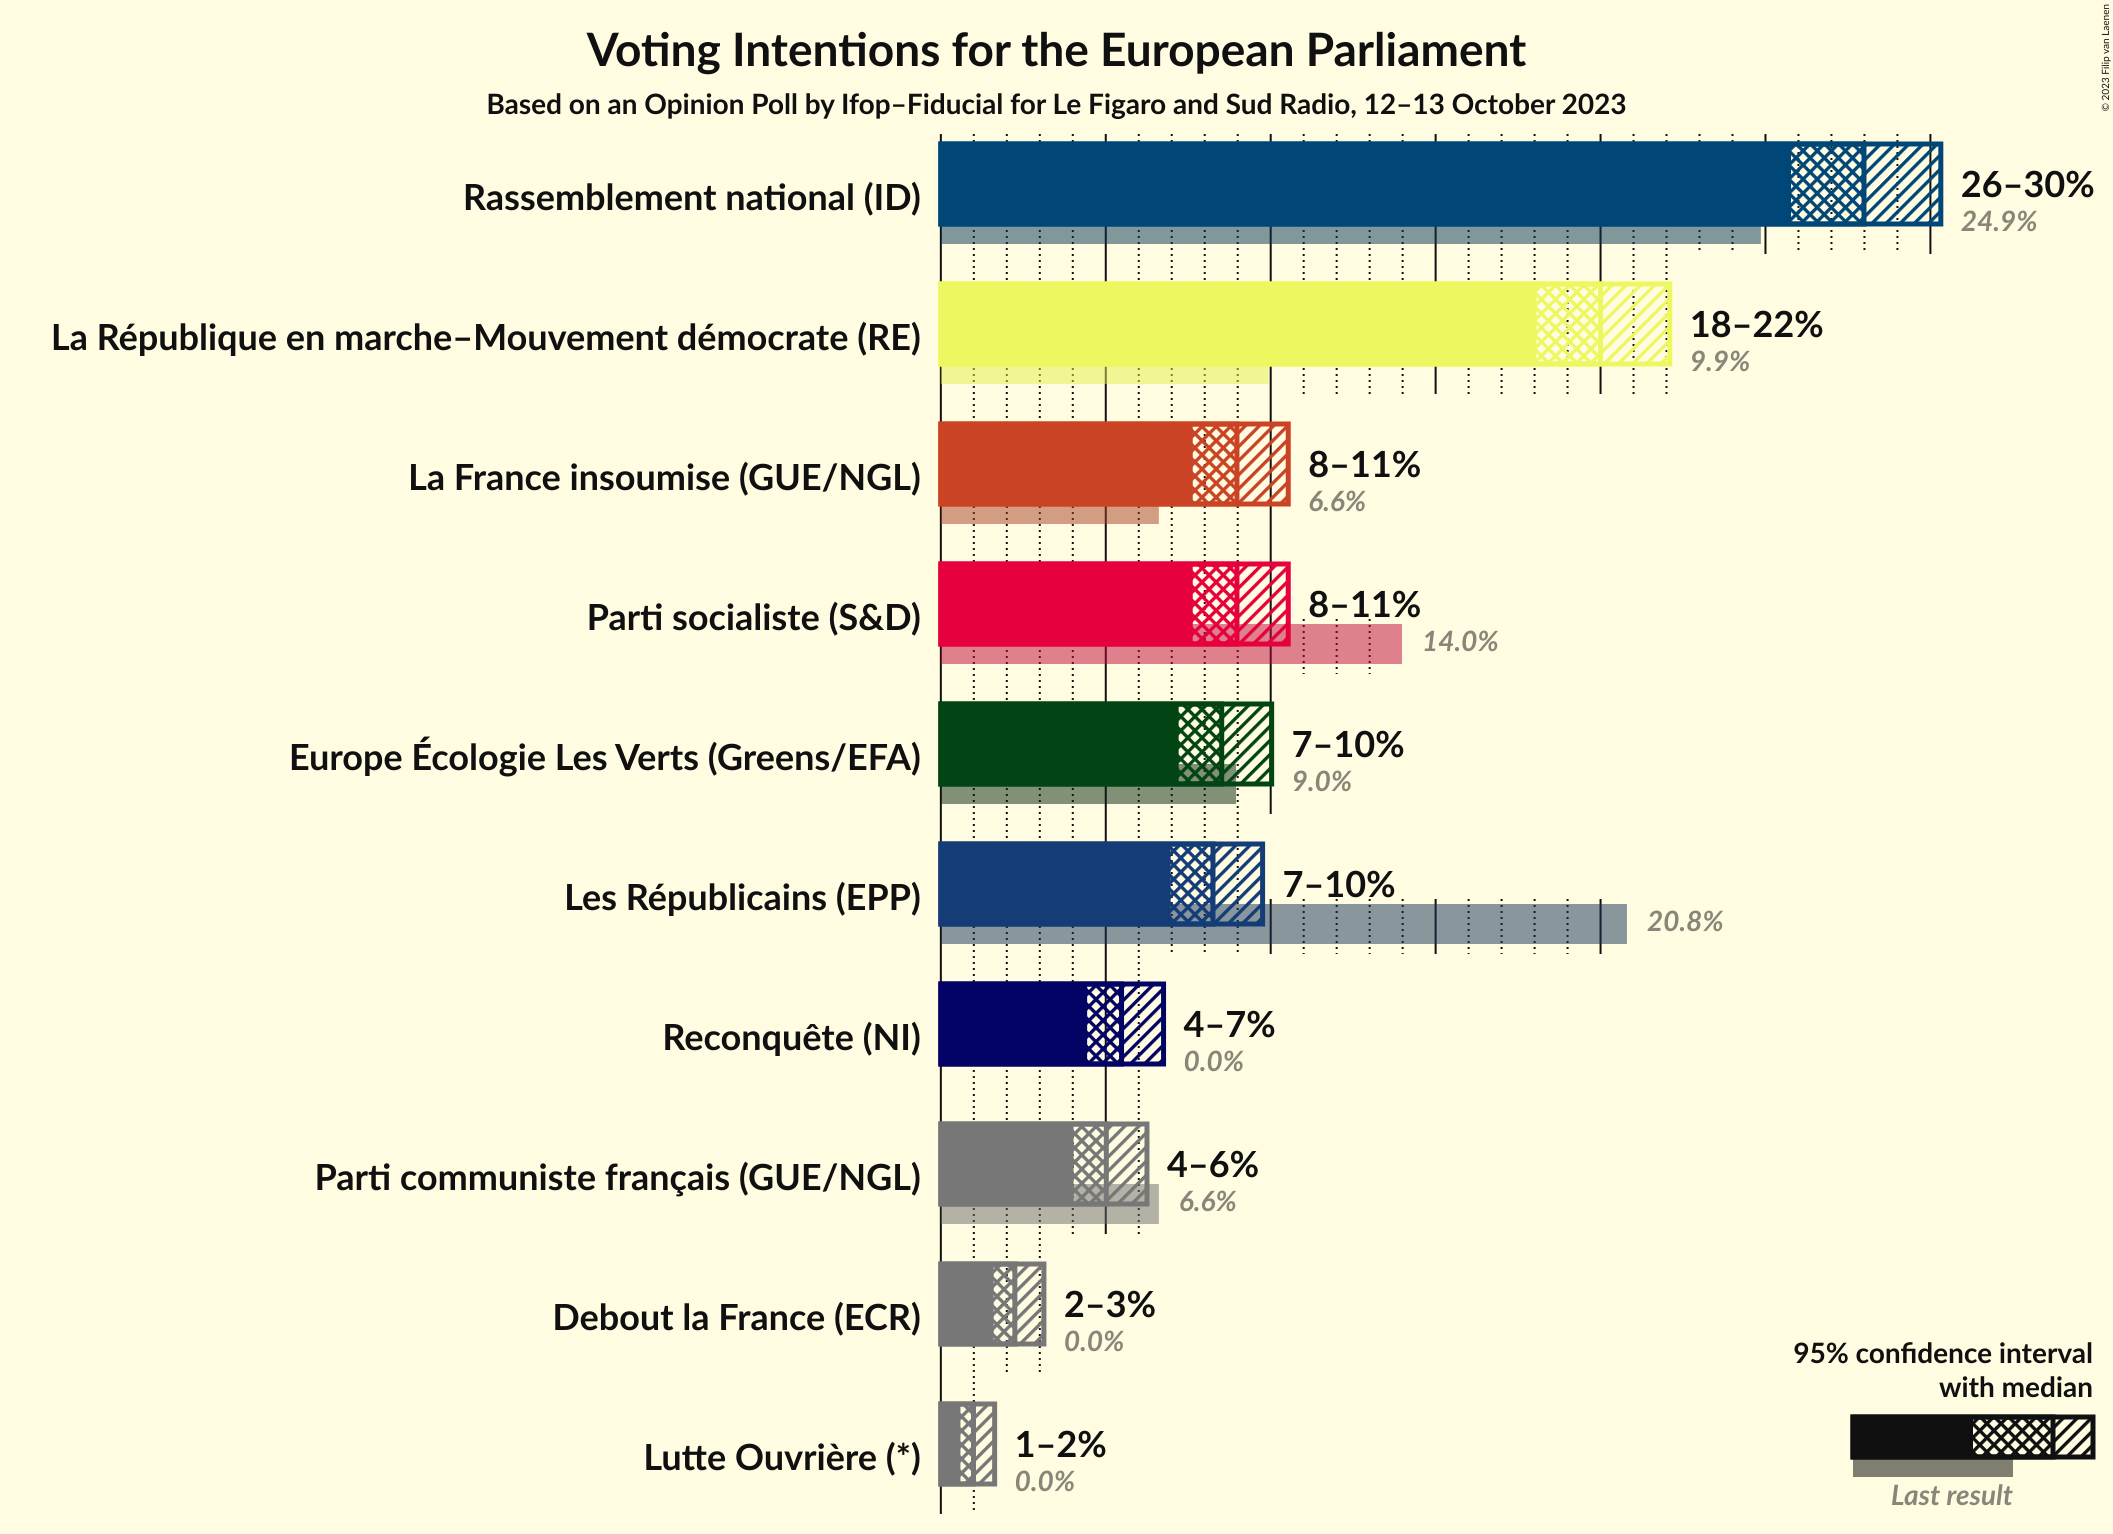 Voting Intentions for the European Parliament
Based on an Opinion Poll by Ifop–Fiducial for Le Figaro and Sud Radio, 12–13 October 2023
© 2023 Filip van Laenen
Rassemblement national (ID)
26–30%
24.9%
La République en marche–Mouvement démocrate (RE)
18–22%
9.9%
La France insoumise (GUE/NGL)
8–11%
6.6%
Parti socialiste (S&D)
8–11%
14.0%
Europe Écologie Les Verts (Greens/EFA)
7–10%
9.0%
Les Républicains (EPP)
7–10%
20.8%
Reconquête (NI)
4–7%
0.0%
Parti communiste français (GUE/NGL)
4–6%
6.6%
Debout la France (ECR)
2–3%
0.0%
Lutte Ouvrière (*)
1–2%
0.0%
95% confidence interval
with median
Last result